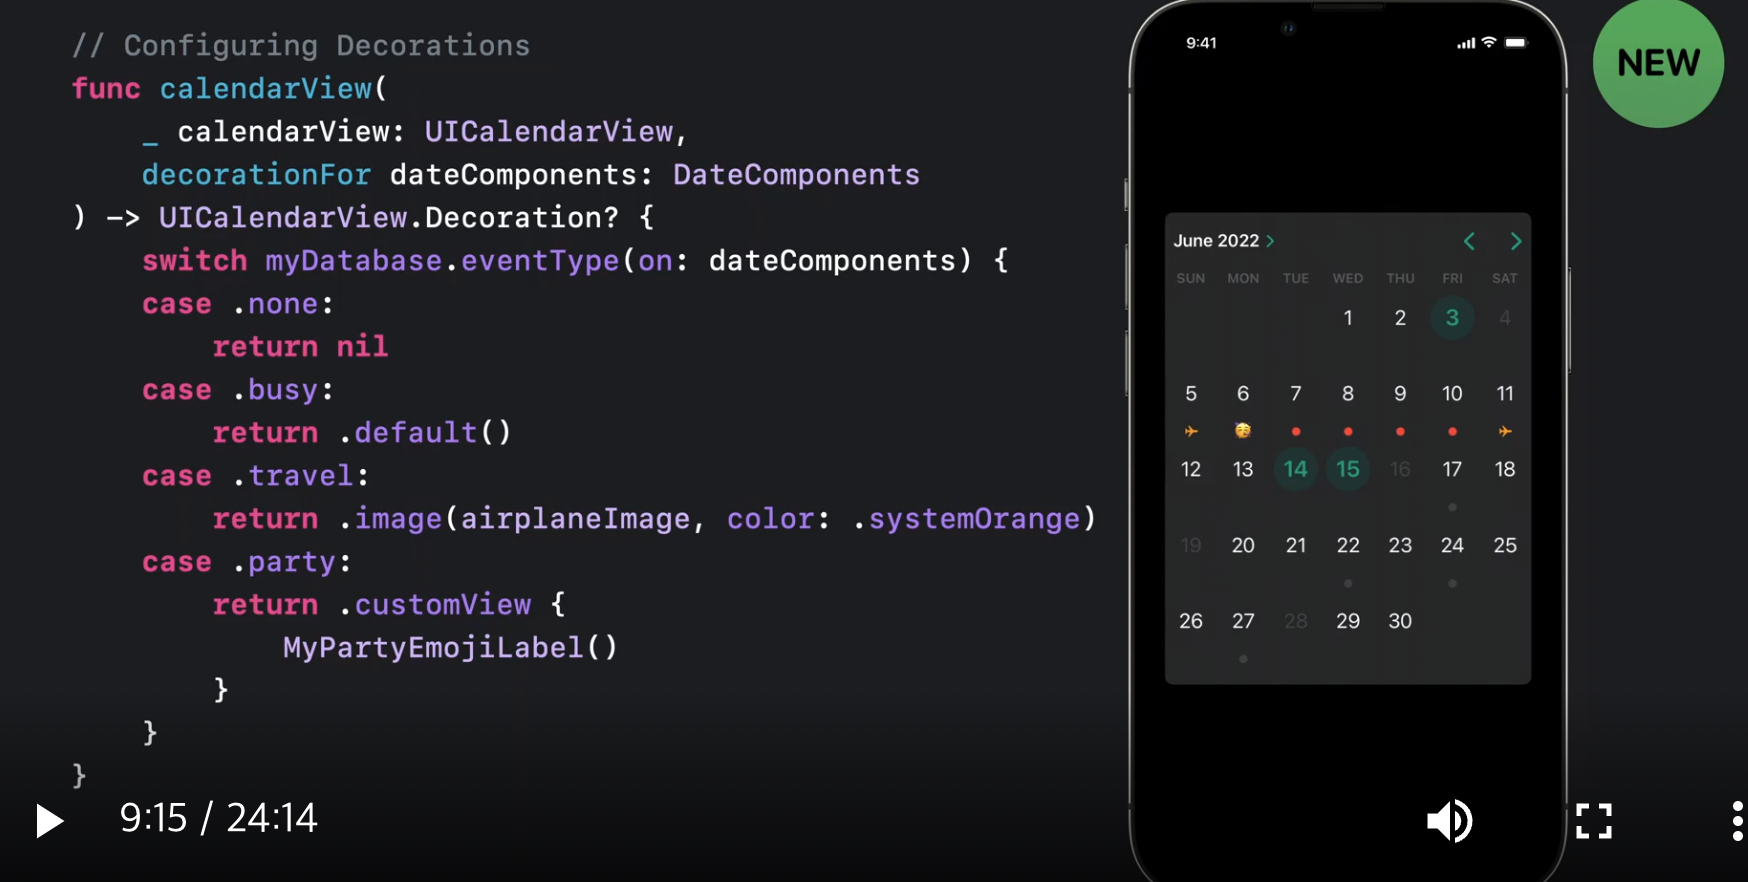 // Configuring Decorations
func calendarView(
    _ calendarView: UICalendarView,
    decorationFor dateComponents: DateComponents
) -> UICalendarView.Decoration? {
    switch myDatabase.eventType(on: dateComponents) {
    case .none:
        return nil
    case .busy:
        return .default()
    case .travel:
        return .image(airplaneImage, color: .systemOrange)
    case .party:
        return .customView {
            MyPartyEmojiLabel()
        }
    }
}
9:15 / 24:14
9:41
June 2022 >
SUN MON TUE WED THU FRI SAT
1 2 3 4
5 6 7 8 9 10 11
12 13 14 15 16 17 18
19 20 21 22 23 24 25
26 27 28 29 30
NEW